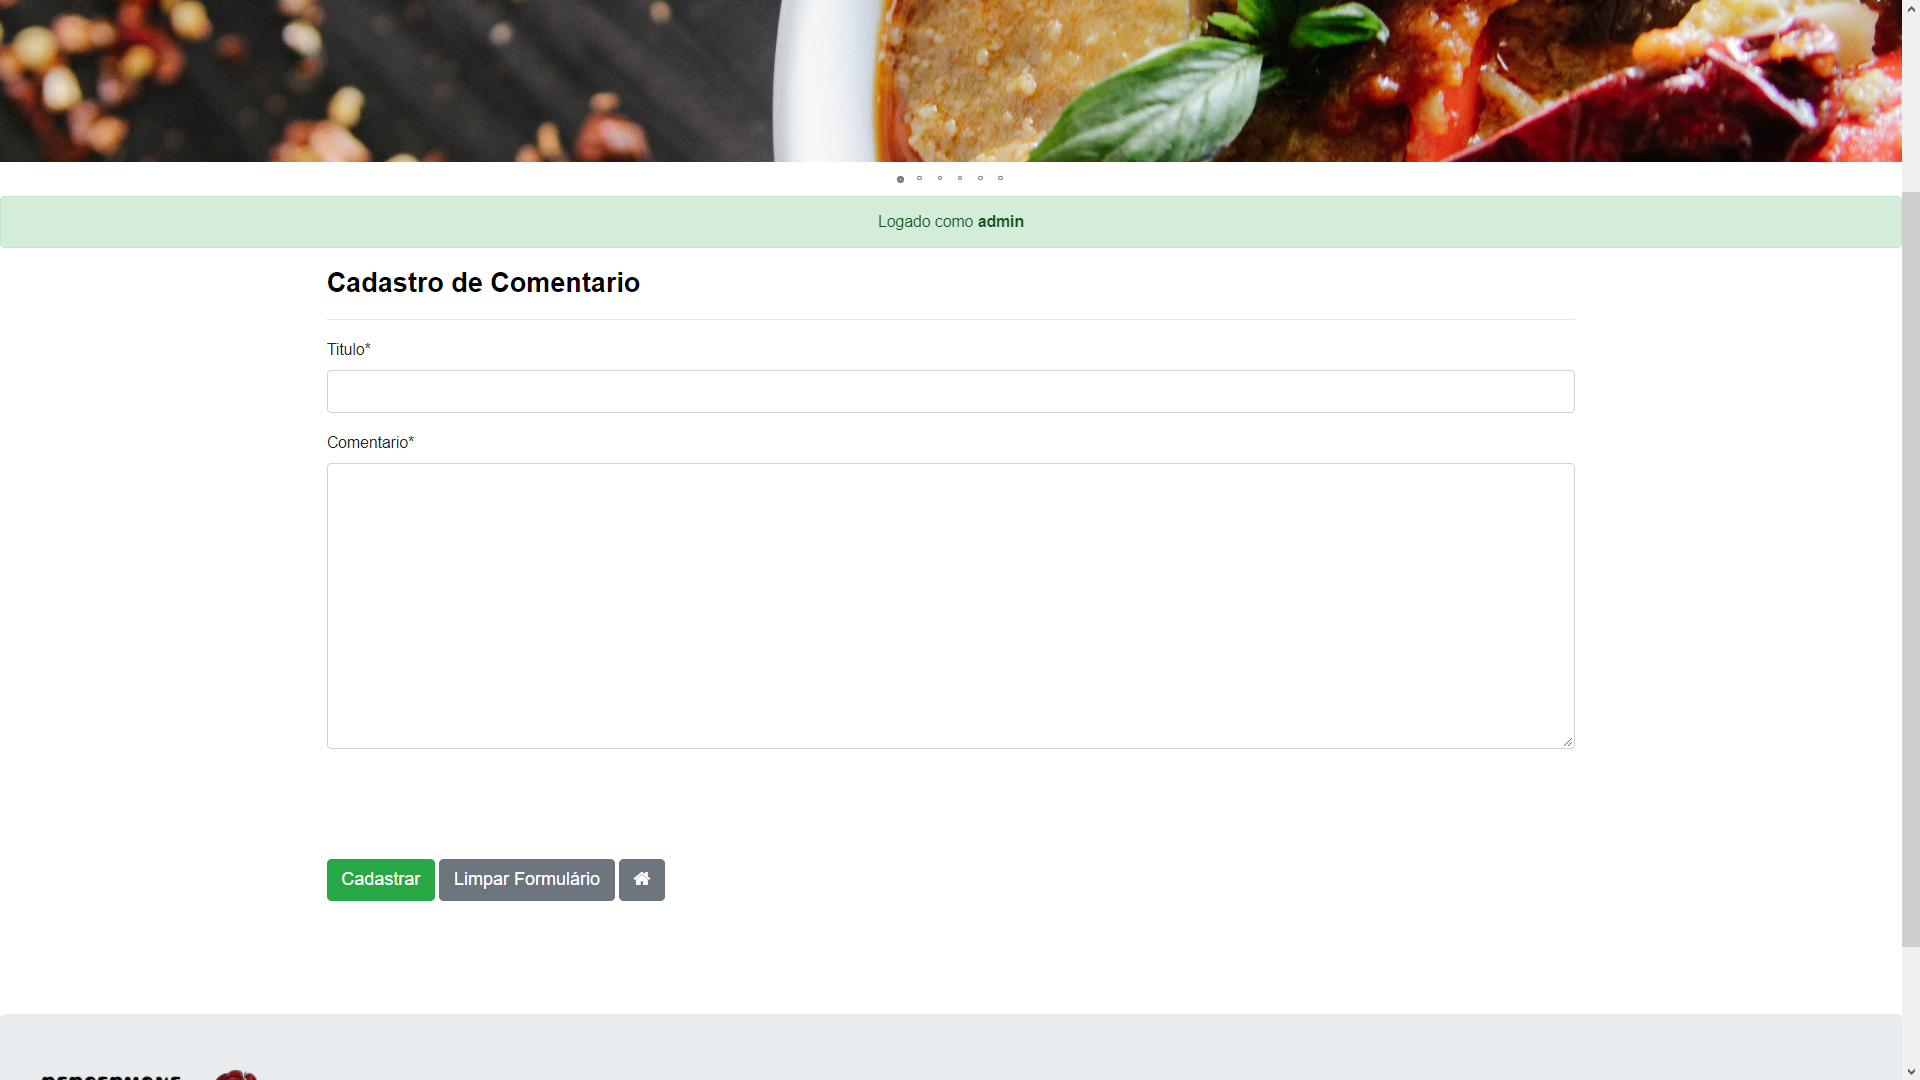 Logado como admin
Cadastro de Comentario
Titulo*
Comentario*
Cadastrar
Limpar Formulário